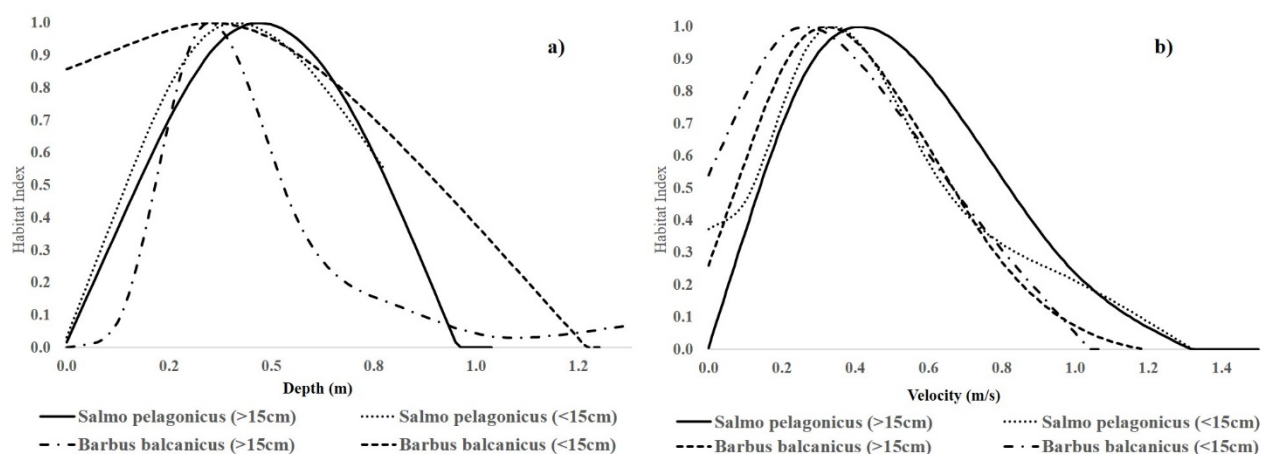 a)
1.0
0.9
0.8
0.7
0.6
0.5
0.4
0.3
0.2
0.1
0.0
Habitat Index
0.0 0.2 0.5 0.8 1.0 1.2
Depth (m)
Salmo pelagonicus (>15cm) Salmo pelagonicus (<15cm)
Barbus balcanicus (>15cm) Barbus balcanicus (<15cm)
b)
1.0
0.9
0.8
0.7
0.6
0.5
0.4
0.3
0.2
0.1
0.0
Habitat Index
0.0 0.2 0.4 0.6 0.8 1.0 1.2 1.4
Velocity (m/s)
Salmo pelagonicus (>15cm) Salmo pelagonicus (<15cm)
Barbus balcanicus (>15cm) Barbus balcanicus (<15cm)